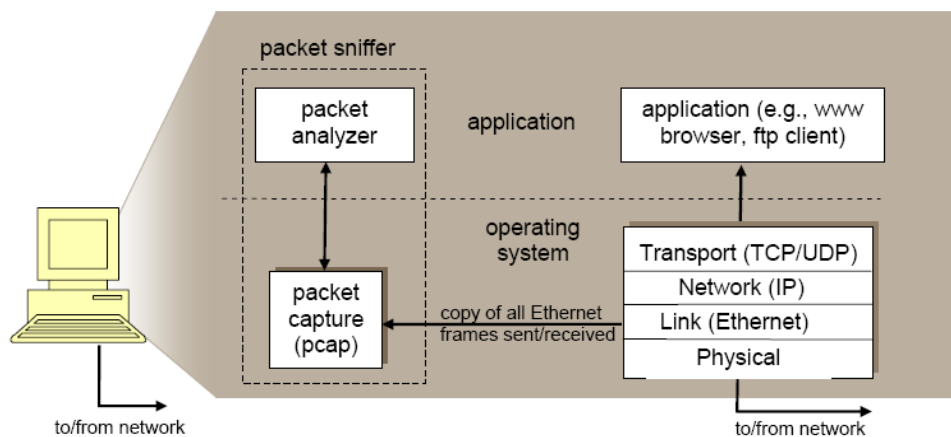 packet sniffer
packet
analyzer
application
application (e.g., www
browser, ftp client)
operating
system
packet
capture
(pcap)
copy of all Ethernet
frames sent/received
Transport (TCP/UDP)
Network (IP)
Link (Ethernet)
Physical
to/from network
to/from network